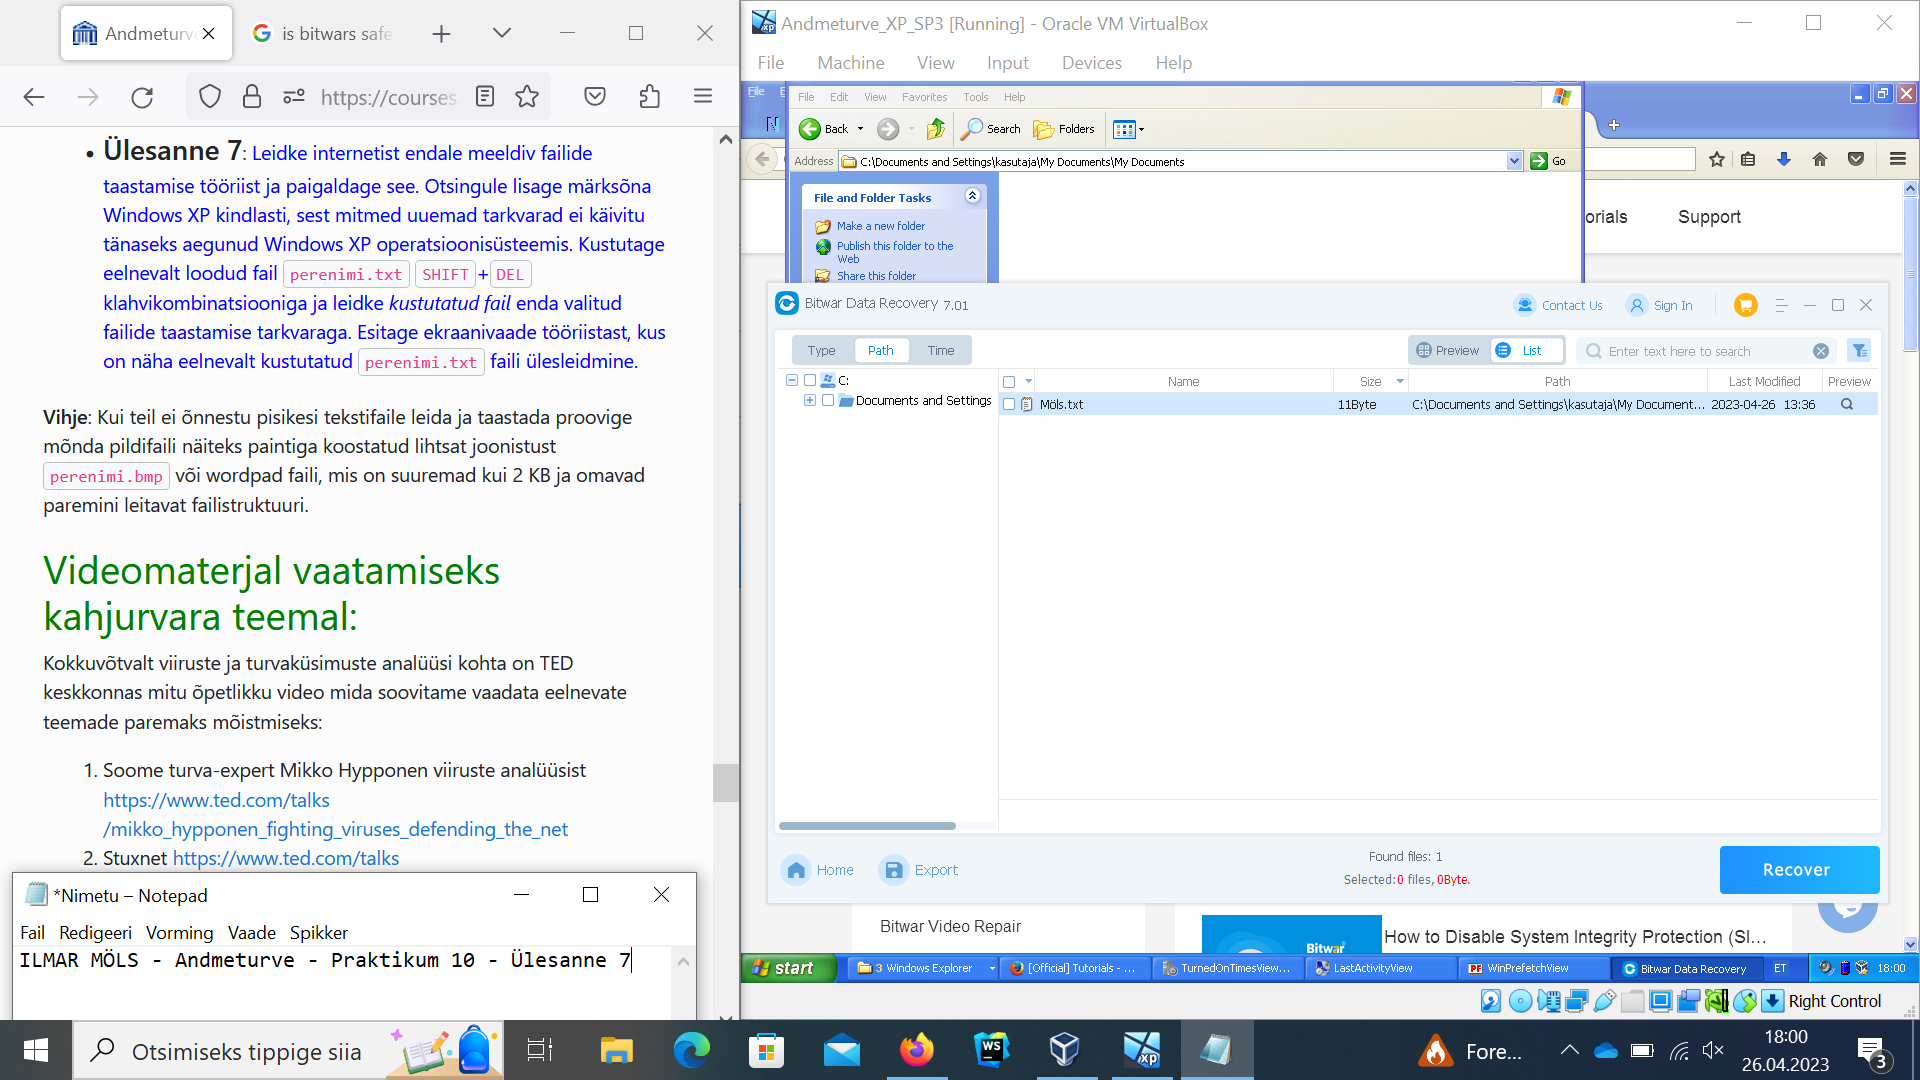 Andmeturve
is bitwars safe
https://courses.
Ülesanne 7: Leidke internetist endale meeldiv failide
taastamise tööriist ja paigaldage see. Otsingule lisage märksõna
Windows XP kindlasti, sest mitmed uuemad tarkvarad ei käivitu
tänaseks aegunud Windows XP operatsioonisüsteemis. Kustutage
eelnevalt loodud fail perenimi.txt SHIFT + DEL
klahvikombinatsiooniga ja leidke kustutatud fail enda valitud
failide taastamise tarkvaraga. Esitage ekraanivaade tööriistast, kus
on näha eelnevalt kustutatud perenimi.txt faili ülesleidmine.
Vihje: Kui teil ei õnnestu pisikesi tekstifaile leida ja taastada proovige
mõnda pildifaili näiteks paintiga koostatud lihtsat joonistust
perenimi.bmp või wordpad faili, mis on suuremad kui 2 KB ja omavad
paremini leitavat failistruktuuri.
Videomaterjal vaatamiseks
kahjurvara teemal:
Kokkuvõtvalt viiruste ja turvaküsimuste analüüsi kohta on TED
keskkonnas mitu õpetlikku video mida soovitame vaadata eelnevate
teemade paremaks mõistmiseks:
1. Soome turva-expert Mikko Hypponen viiruste analüüsist
https://www.ted.com/talks
/mikko_hypponen_fighting_viruses_defending_the_net
2. Stuxnet https://www.ted.com/talks
*Nimetu – Notepad
Fail Redigeeri Vorming Vaade Spikker
ILMAR MÖLS - Andmeturve - Praktikum 10 - Ülesanne 7
Andmeturve_XP_SP3 [Running] - Oracle VM VirtualBox
File Machine View Input Devices Help
File
File Edit View Favorites Tools Help
Back Search Folders
Address C:\Documents and Settings\kasutaja\My Documents\My Documents Go
File and Folder Tasks
Make a new folder
Publish this folder to the
Web
Share this folder
orials Support
Bitwar Data Recovery 7.01 Contact Us Sign In
Type Path Time Preview List Enter text here to search
C:
Documents and Settings
Name Size Path Last Modified Preview
Möls.txt 11Byte C:\Documents and Settings\kasutaja\My Document... 2023-04-26 13:36
Home Export
Found files: 1
Selected:0 files, 0Byte.
Recover
Bitwar Video Repair
Bitwar
How to Disable System Integrity Protection (SI...
start 3 Windows Explorer [Official] Tutorials - ... TurnedOnTimesView... LastActivityView PF WinPrefetchView Bitwar Data Recovery ET 18:00
Right Control
Otsimiseks tippige siia
WS
xp
Fore...
18:00
26.04.2023
3